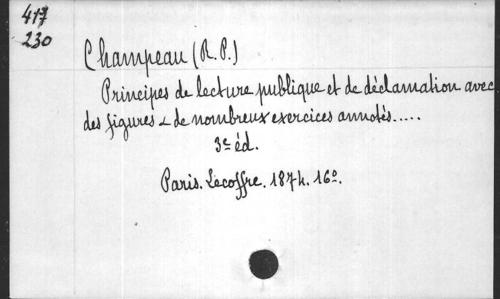 417
230
Champeau (R.P.)
Principes de lecture publique et de déclamation avec
des figures & de nombreux exercices annotés.....
3e éd.
Paris. Lecoffre. 1874. 16°.